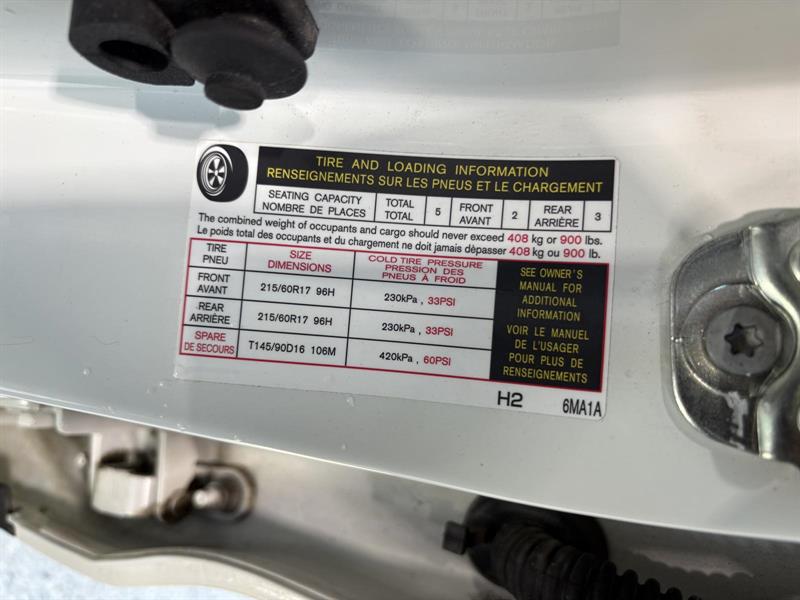 TIRE AND LOADING INFORMATION
RENSEIGNEMENTS SUR LES PNEUS ET LE CHARGEMENT
SEATING CAPACITY
NOMBRE DE PLACES
TOTAL
TOTAL
5
FRONT
AVANT
2
REAR
ARRIÈRE
3
The combined weight of occupants and cargo should never exceed 408 kg or 900 lbs.
Le poids total des occupants et du chargement ne doit jamais dépasser 408 kg ou 900 lb.
TIRE
PNEU
SIZE
DIMENSIONS
COLD TIRE PRESSURE
PRESSION DES
PNEUS À FROID
FRONT
AVANT
215/60R17 96H
230kPa , 33PSI
REAR
ARRIÈRE
215/60R17 96H
230kPa , 33PSI
SPARE
DE SECOURS
T145/90D16 106M
420kPa , 60PSI
SEE OWNER'S
MANUAL FOR
ADDITIONAL
INFORMATION
VOIR LE MANUEL
DE L'USAGER
POUR PLUS DE
RENSEIGNEMENTS
H2
6MA1A